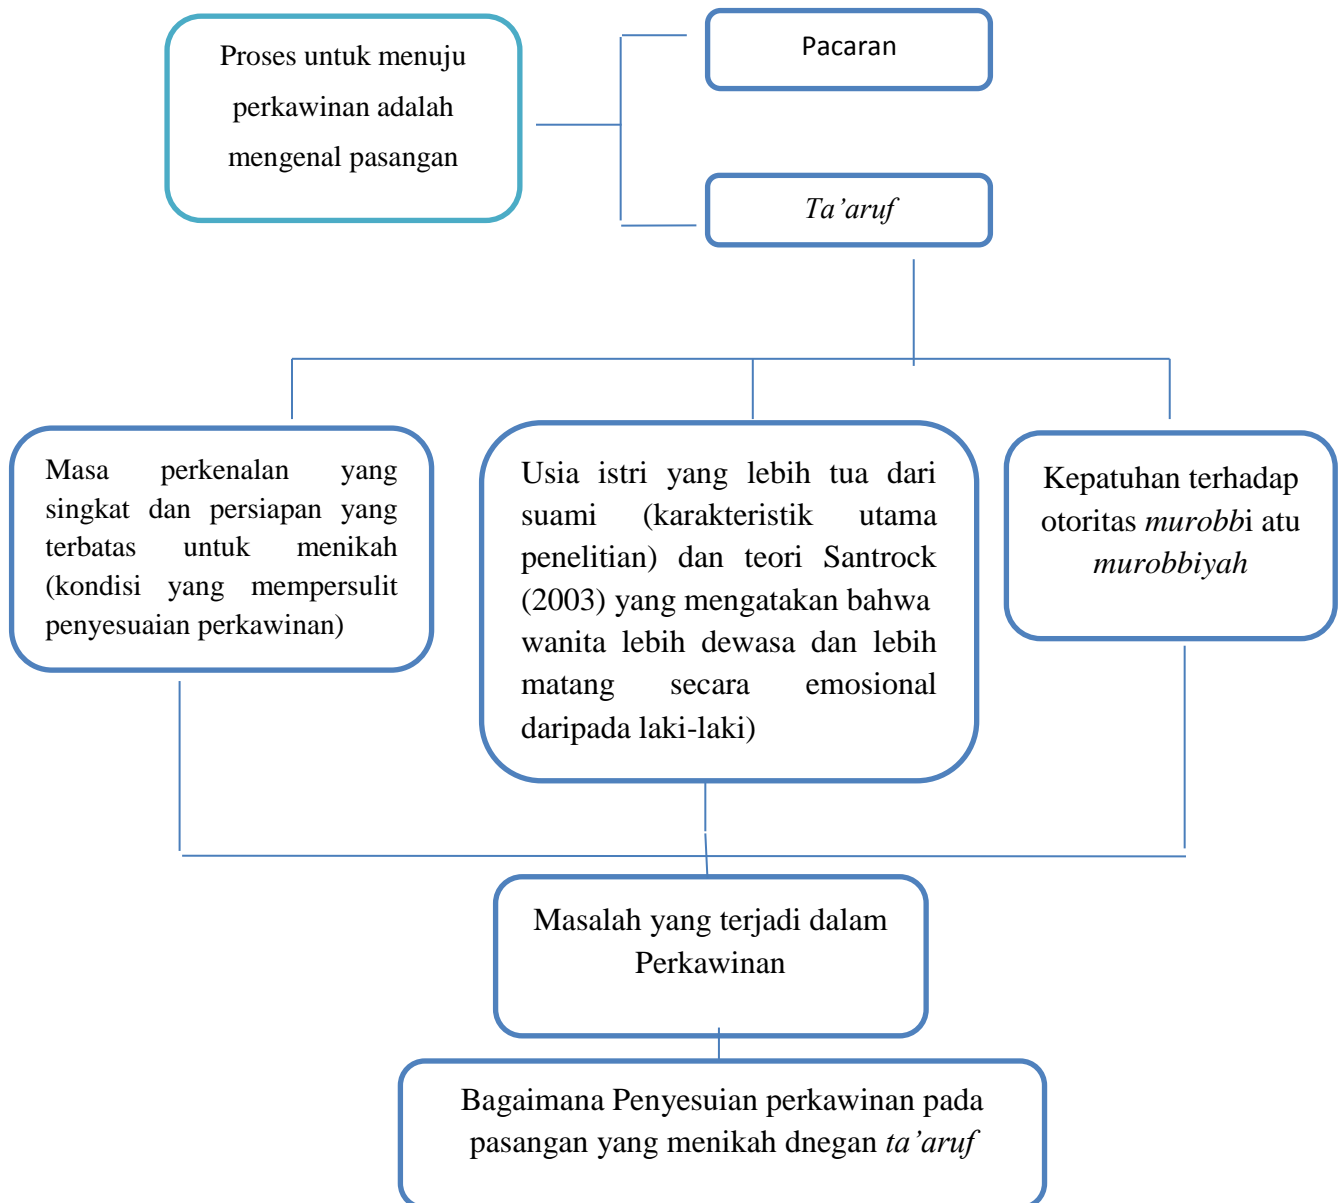 Proses untuk menuju
perkawinan adalah
mengenal pasangan
Pacaran
Ta’aruf
Masa perkenalan yang
singkat dan persiapan yang
terbatas untuk menikah
(kondisi yang mempersulit
penyesuaian perkawinan)
Usia istri yang lebih tua dari
suami (karakteristik utama
penelitian) dan teori Santrock
(2003) yang mengatakan bahwa
wanita lebih dewasa dan lebih
matang secara emosional
daripada laki-laki)
Kepatuhan terhadap
otoritas murobbi atu
murobbiyah
Masalah yang terjadi dalam
Perkawinan
Bagaimana Penyesuian perkawinan pada
pasangan yang menikah dnegan ta’aruf